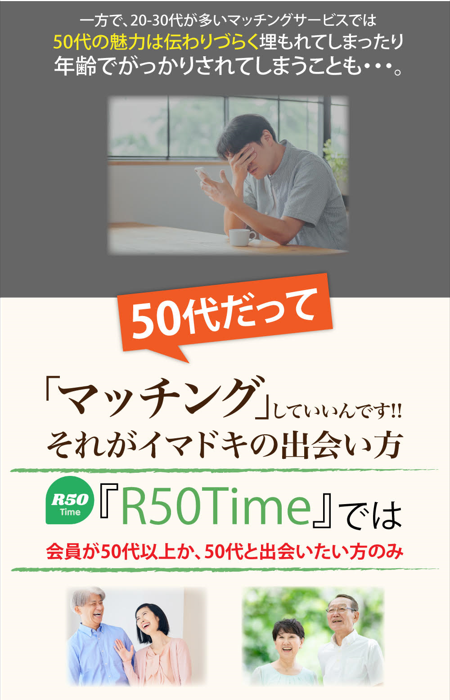 一方で、20-30代が多いマッチングサービスでは
50代の魅力は伝わりづらく埋もれてしまったり
年齢でがっかりされてしまうことも・・・。
50代だって
「マッチング」していいんです!!
それがイマドキの出会い方
R50
Time
『R50Time』では
会員が50代以上か、50代と出会いたい方のみ